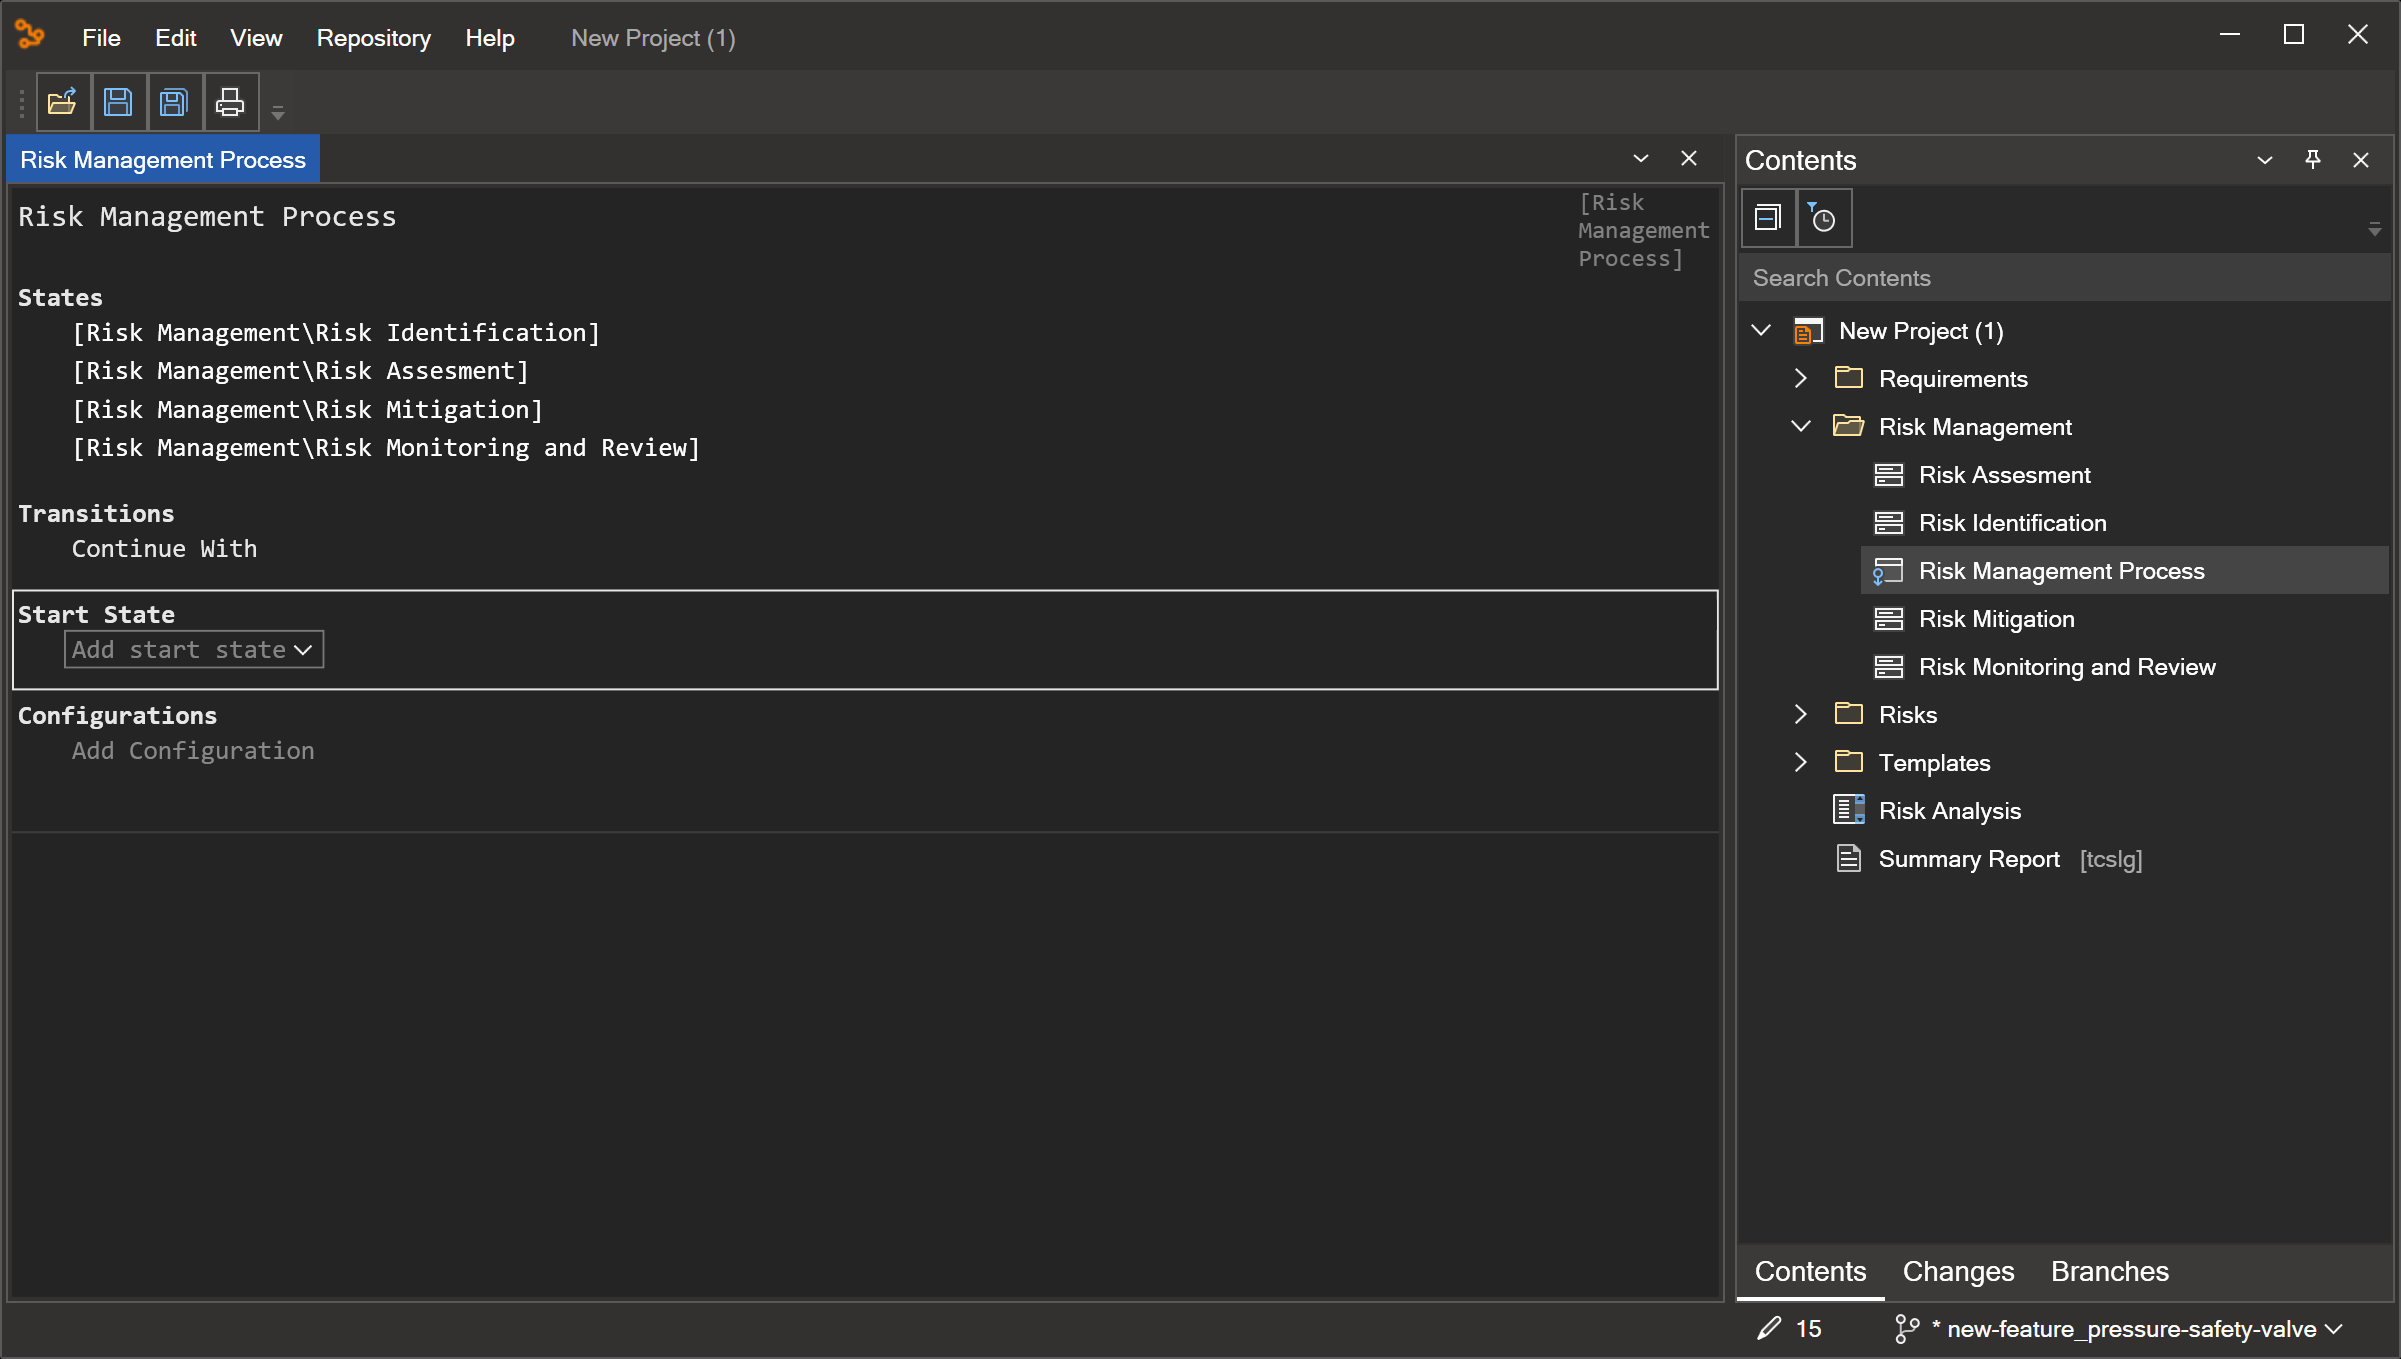 File Edit View Repository Help New Project (1)
Risk Management Process
Risk Management Process
[Risk
Management
Process]
States
[Risk Management\Risk Identification]
[Risk Management\Risk Assesment]
[Risk Management\Risk Mitigation]
[Risk Management\Risk Monitoring and Review]
Transitions
Continue With
Start State
Add start state
Configurations
Add Configuration
Contents
Search Contents
New Project (1)
Requirements
Risk Management
Risk Assesment
Risk Identification
Risk Management Process
Risk Mitigation
Risk Monitoring and Review
Risks
Templates
Risk Analysis
Summary Report [tcslg]
Contents Changes Branches
15 * new-feature_pressure-safety-valve